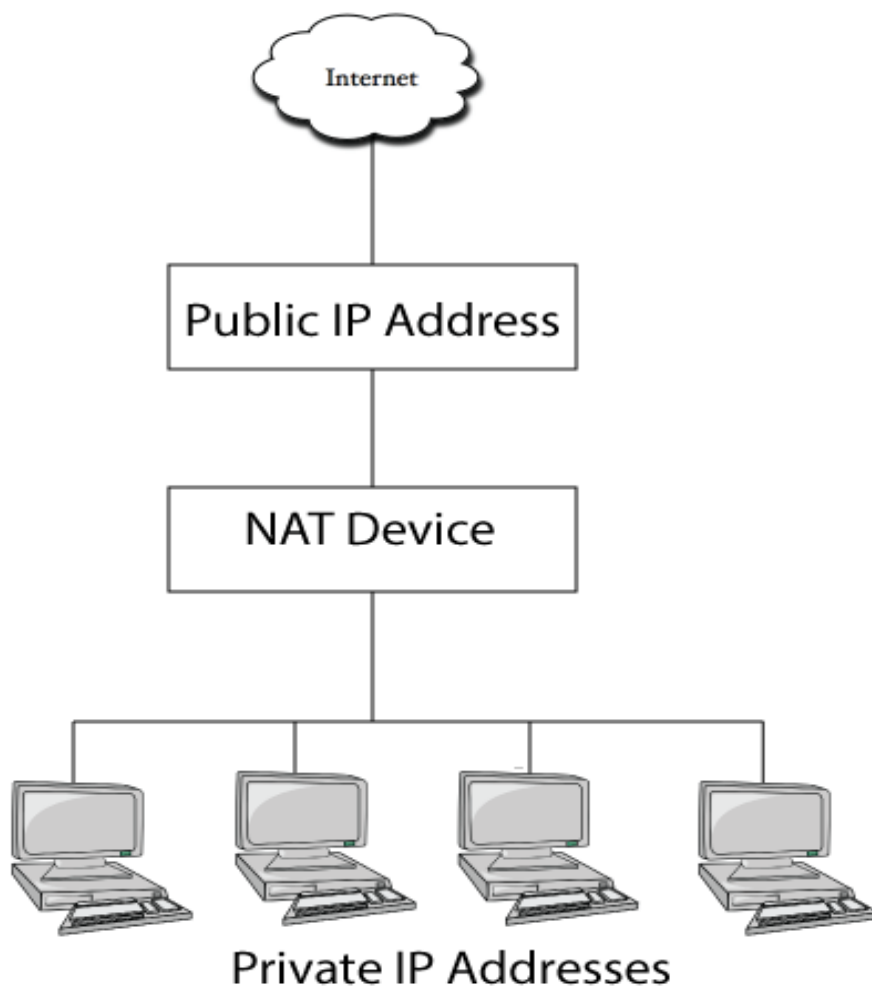 Internet
Public IP Address
NAT Device
Private IP Addresses